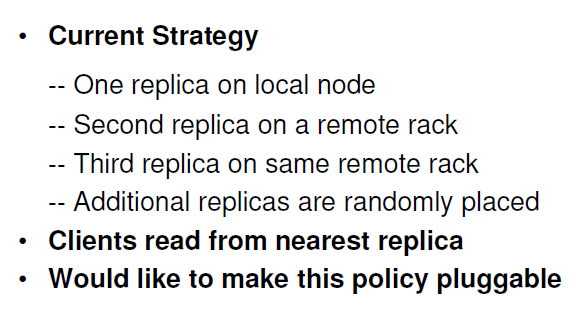 • Current Strategy
-- One replica on local node
-- Second replica on a remote rack
-- Third replica on same remote rack
-- Additional replicas are randomly placed
• Clients read from nearest replica
• Would like to make this policy pluggable